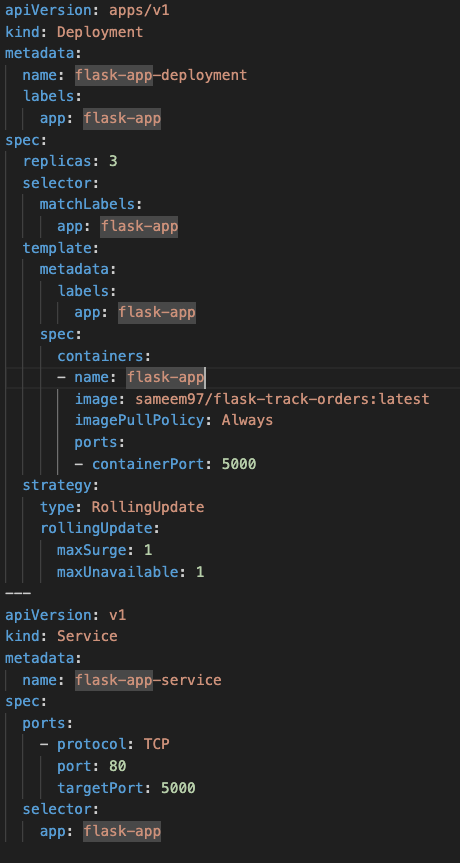 apiVersion: apps/v1
kind: Deployment
metadata:
  name: flask-app-deployment
  labels:
    app: flask-app
spec:
  replicas: 3
  selector:
    matchLabels:
      app: flask-app
  template:
    metadata:
      labels:
        app: flask-app
    spec:
      containers:
      - name: flask-app
        image: sameem97/flask-track-orders:latest
        imagePullPolicy: Always
        ports:
        - containerPort: 5000
  strategy:
    type: RollingUpdate
    rollingUpdate:
      maxSurge: 1
      maxUnavailable: 1
---
apiVersion: v1
kind: Service
metadata:
  name: flask-app-service
spec:
  ports:
    - protocol: TCP
      port: 80
      targetPort: 5000
  selector:
    app: flask-app